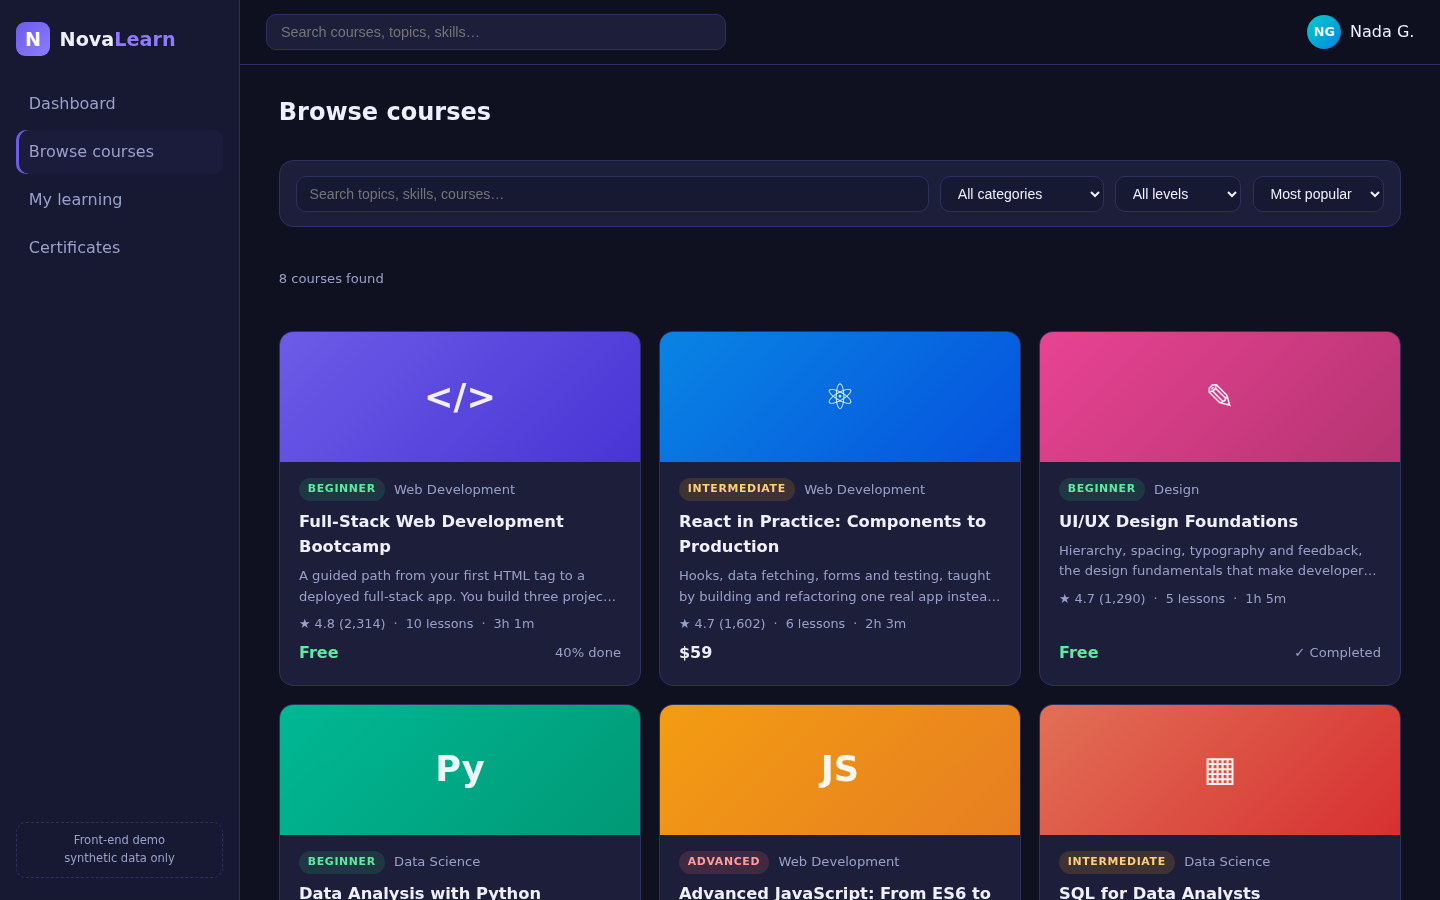 N NovaLearn
Search courses, topics, skills…
NG Nada G.
Dashboard
Browse courses
My learning
Certificates
Front-end demo
synthetic data only
Browse courses
Search topics, skills, courses…
All categories
All levels
Most popular
8 courses found
</>
BEGINNER Web Development
Full-Stack Web Development
Bootcamp
A guided path from your first HTML tag to a
deployed full-stack app. You build three projec…
★ 4.8 (2,314) · 10 lessons · 3h 1m
Free 40% done
⚛
INTERMEDIATE Web Development
React in Practice: Components to
Production
Hooks, data fetching, forms and testing, taught
by building and refactoring one real app instea…
★ 4.7 (1,602) · 6 lessons · 2h 3m
$59
✎
BEGINNER Design
UI/UX Design Foundations
Hierarchy, spacing, typography and feedback,
the design fundamentals that make developer…
★ 4.7 (1,290) · 5 lessons · 1h 5m
Free ✓ Completed
Py
BEGINNER Data Science
Data Analysis with Python
JS
ADVANCED Web Development
Advanced JavaScript: From ES6 to
▦
INTERMEDIATE Data Science
SQL for Data Analysts